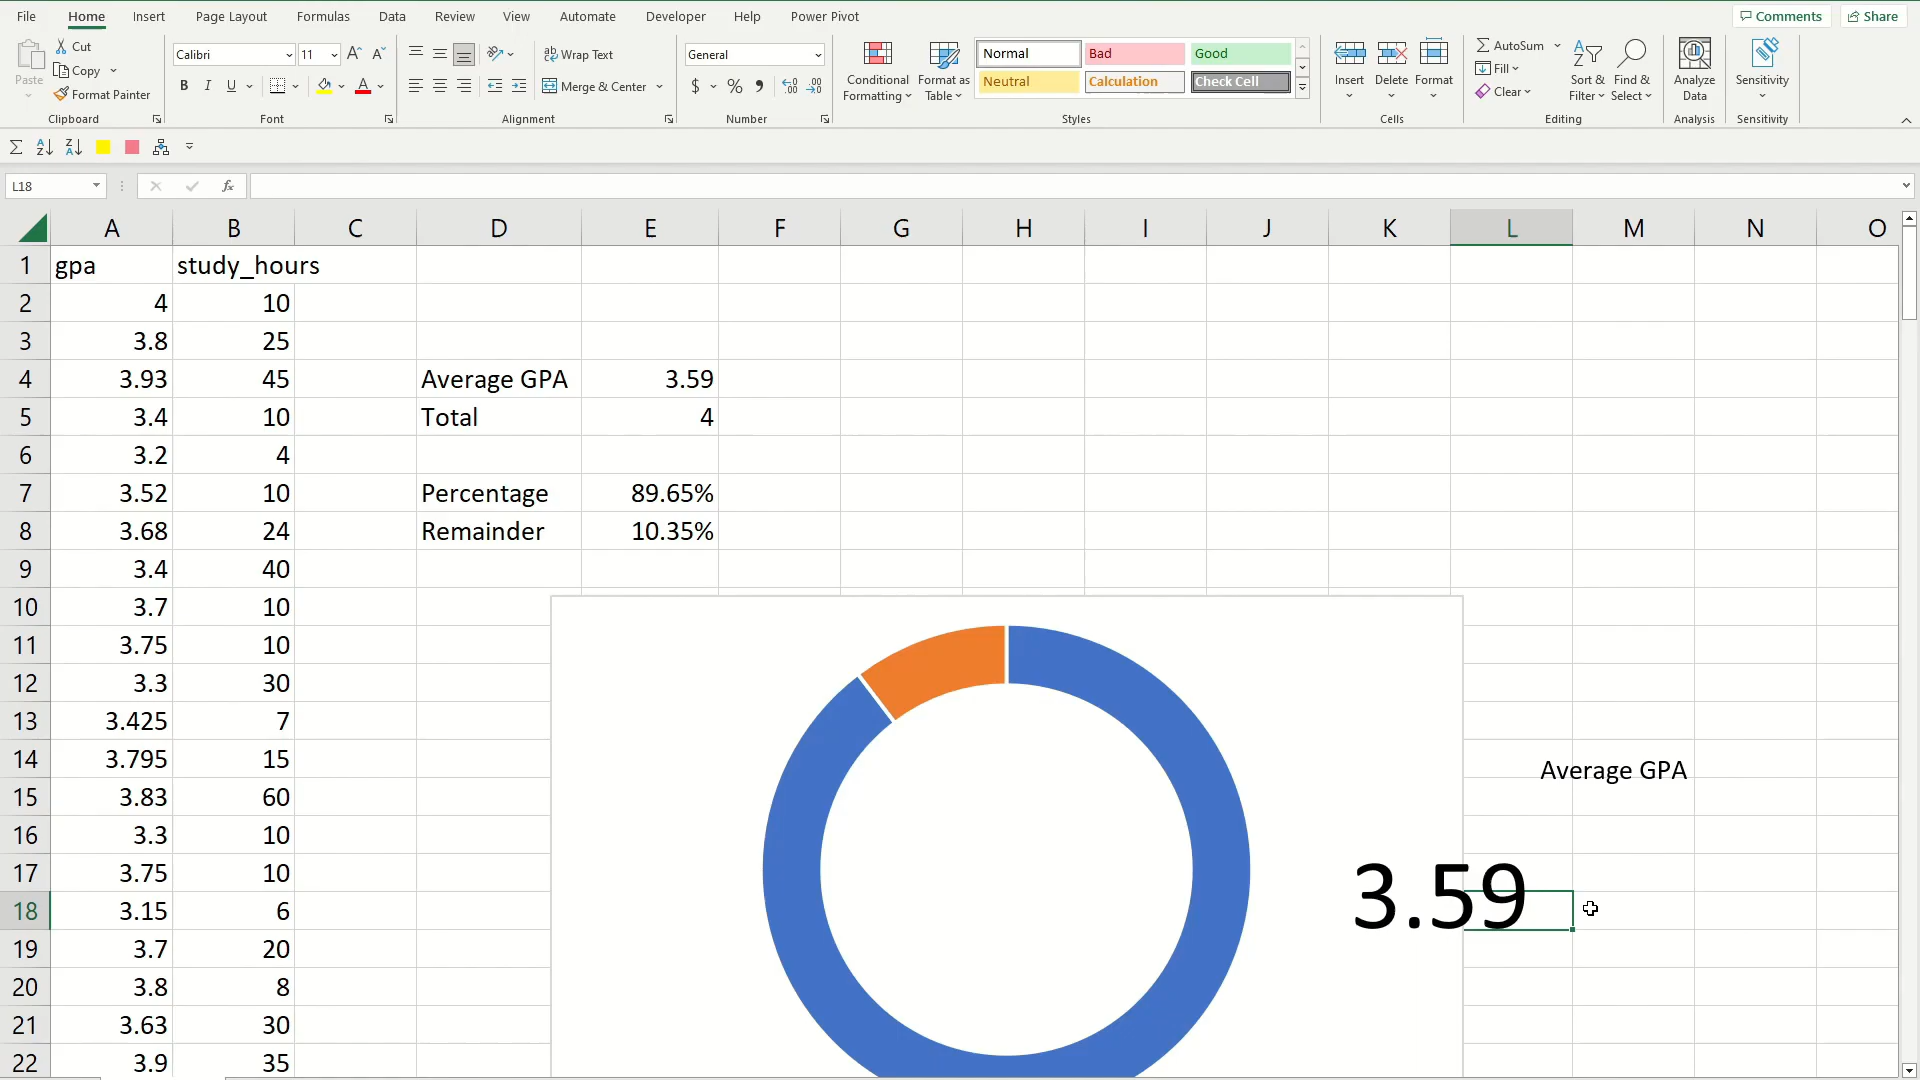 File Home Insert Page Layout Formulas Data Review View Automate Developer Help Power Pivot Comments Share
Paste Cut Copy Format Painter Clipboard
Calibri 11 B I U A Font
Wrap Text Merge & Center Alignment
General $ % Number
Conditional Formatting Format as Table
Normal Bad Good
Neutral Calculation Check Cell
Styles
Insert Delete Format Cells
AutoSum Fill Clear Sort & Filter Find & Select Editing
Analyze Data Analysis
Sensitivity Sensitivity
L18 fx
A B C D E F G H I J K L M N O
1 gpa study_hours
2 4 10
3 3.8 25
4 3.93 45 Average GPA 3.59
5 3.4 10 Total 4
6 3.2 4
7 3.52 10 Percentage 89.65%
8 3.68 24 Remainder 10.35%
9 3.4 40
10 3.7 10
11 3.75 10
12 3.3 30
13 3.425 7
14 3.795 15 Average GPA
15 3.83 60
16 3.3 10
17 3.75 10
18 3.15 6 3.59
19 3.7 20
20 3.8 8
21 3.63 30
22 3.9 35